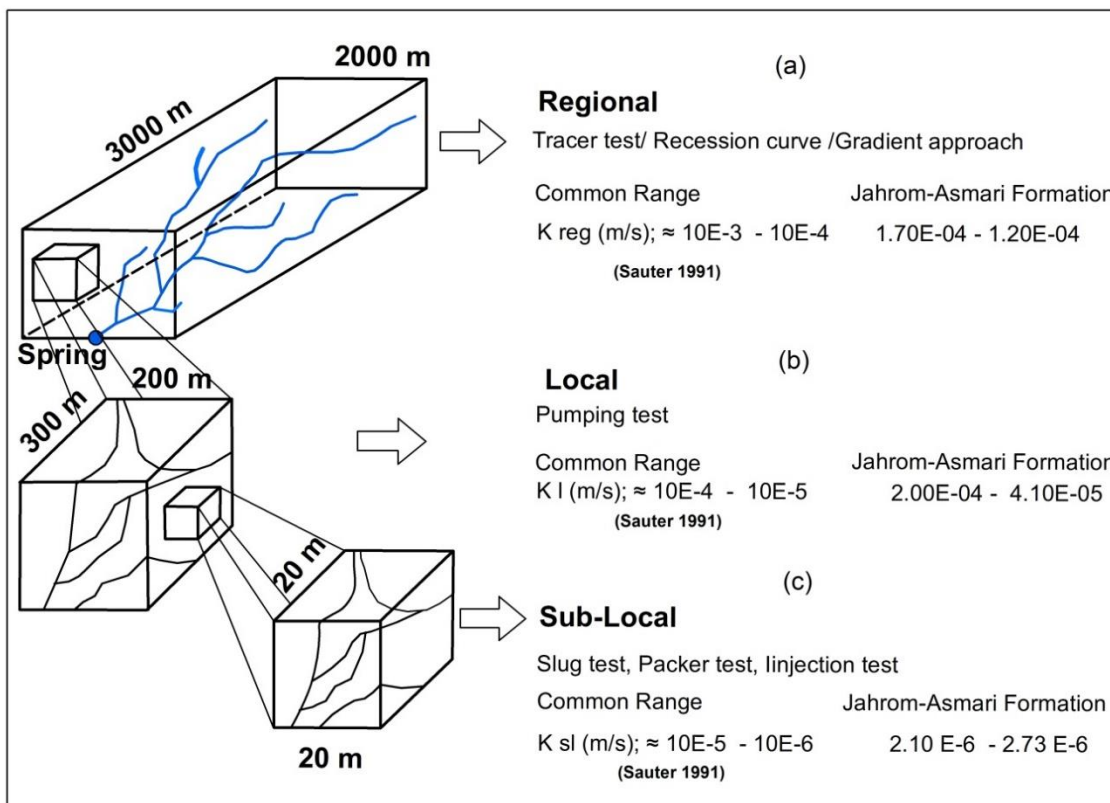 2000 m
3000 m
Spring
(a)
Regional
Tracer test/ Recession curve /Gradient approach
Common Range Jahrom-Asmari Formation
K reg (m/s); ≈ 10E-3 - 10E-4 1.70E-04 - 1.20E-04
(Sauter 1991)
200 m
300 m
(b)
Local
Pumping test
Common Range Jahrom-Asmari Formation
K l (m/s); ≈ 10E-4 - 10E-5 2.00E-04 - 4.10E-05
(Sauter 1991)
20 m
20 m
(c)
Sub-Local
Slug test, Packer test, Iinjection test
Common Range Jahrom-Asmari Formation
K sl (m/s); ≈ 10E-5 - 10E-6 2.10 E-6 - 2.73 E-6
(Sauter 1991)